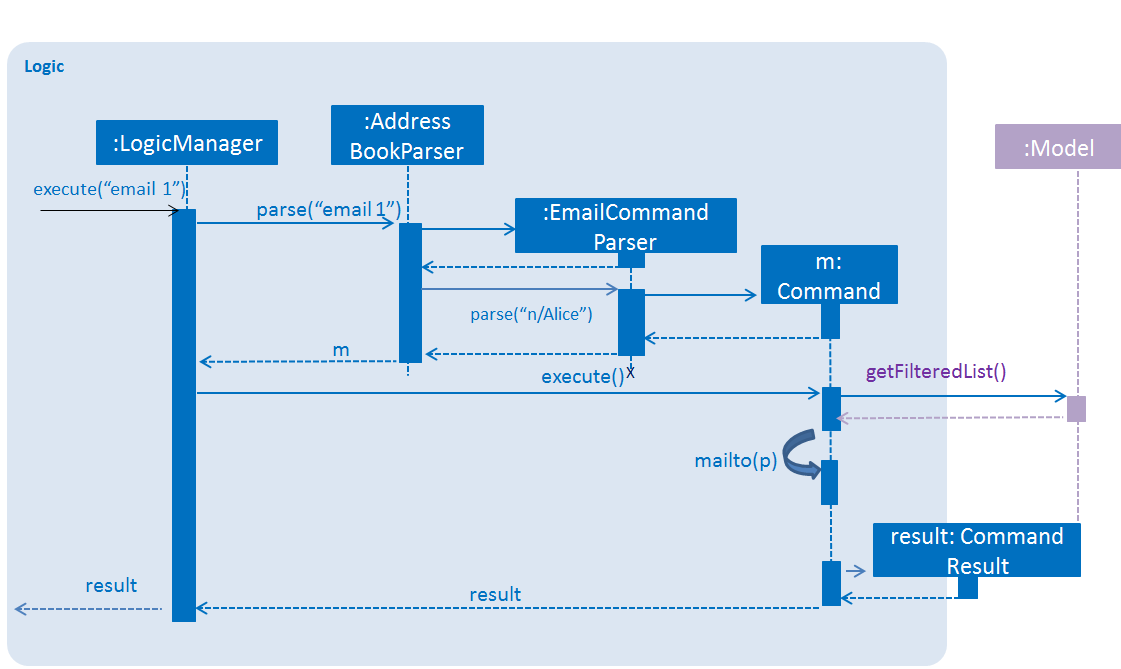 Logic
:Address
BookParser
:LogicManager
:Model
execute(“email 1”)
parse(“email 1”)
:EmailCommand
Parser
m:
Command
parse(“n/Alice”)
m
execute()
X
getFilteredList()
mailto(p)
result: Command
Result
result
result